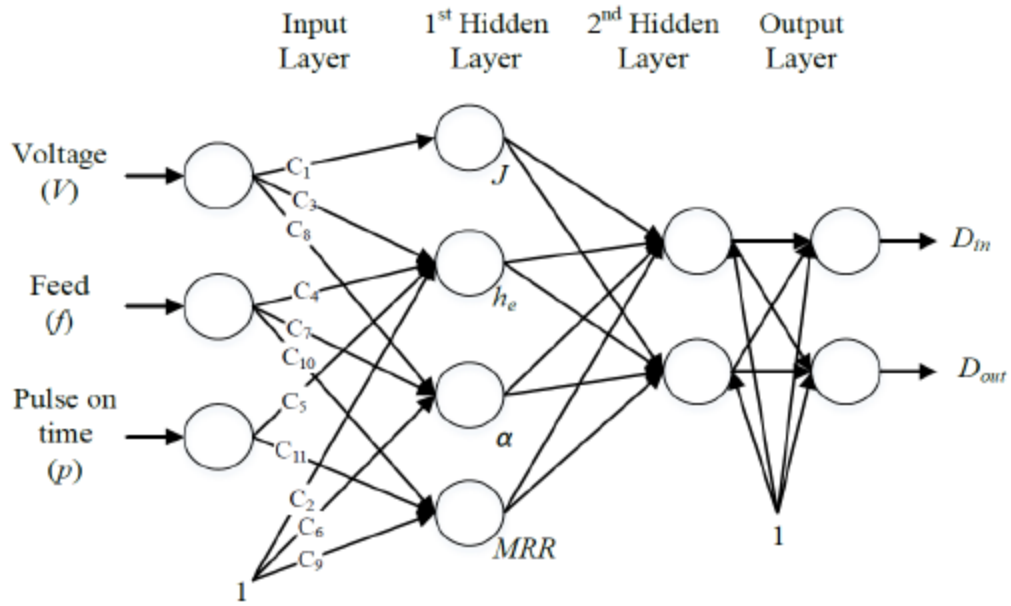 Input
Layer
1st Hidden
Layer
2nd Hidden
Layer
Output
Layer
Voltage
(V)
Feed
(f)
Pulse on
time
(p)
C1
C3
C8
C4
C7
C10
C5
C11
C2
C6
C9
1
J
he
α
MRR
1
Din
Dout